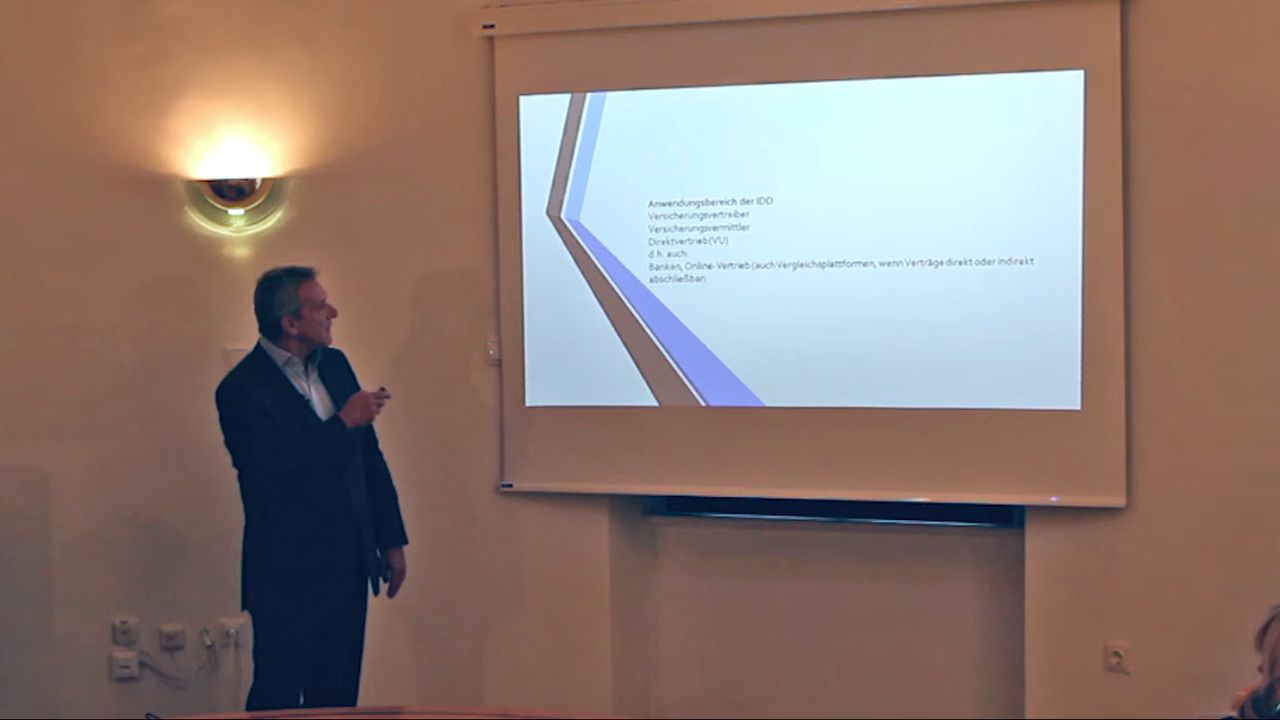 Anwendungsbereich der IDD
Versicherungsvertreiber
Versicherungsvermittler
Direktvertrieb (VU)
d.h. auch:
Banken, Online-Vertrieb (auch Vergleichsplattformen, wenn Verträge direkt oder indirekt
abschließbar)